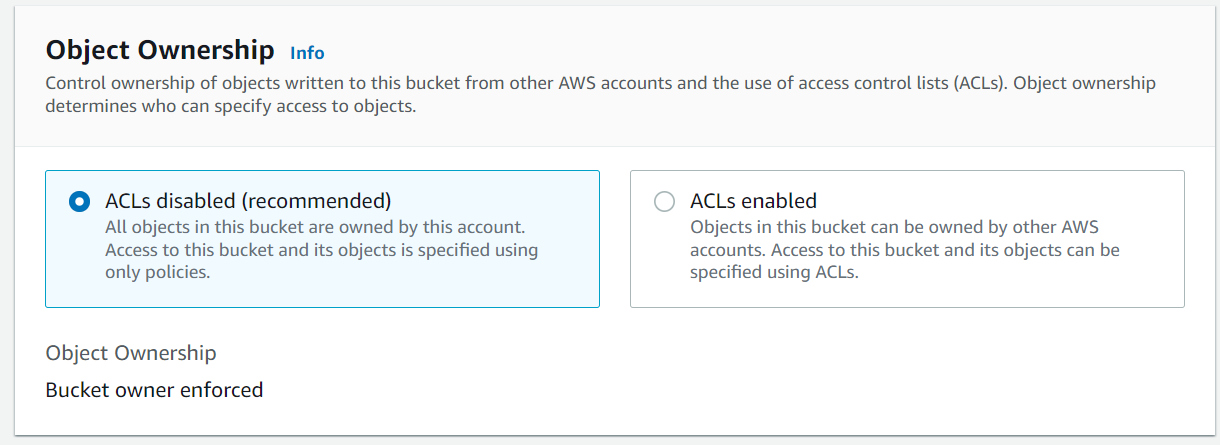 Object Ownership Info
Control ownership of objects written to this bucket from other AWS accounts and the use of access control lists (ACLs). Object ownership
determines who can specify access to objects.
ACLs disabled (recommended)
All objects in this bucket are owned by this account.
Access to this bucket and its objects is specified using
only policies.
ACLs enabled
Objects in this bucket can be owned by other AWS
accounts. Access to this bucket and its objects can be
specified using ACLs.
Object Ownership
Bucket owner enforced